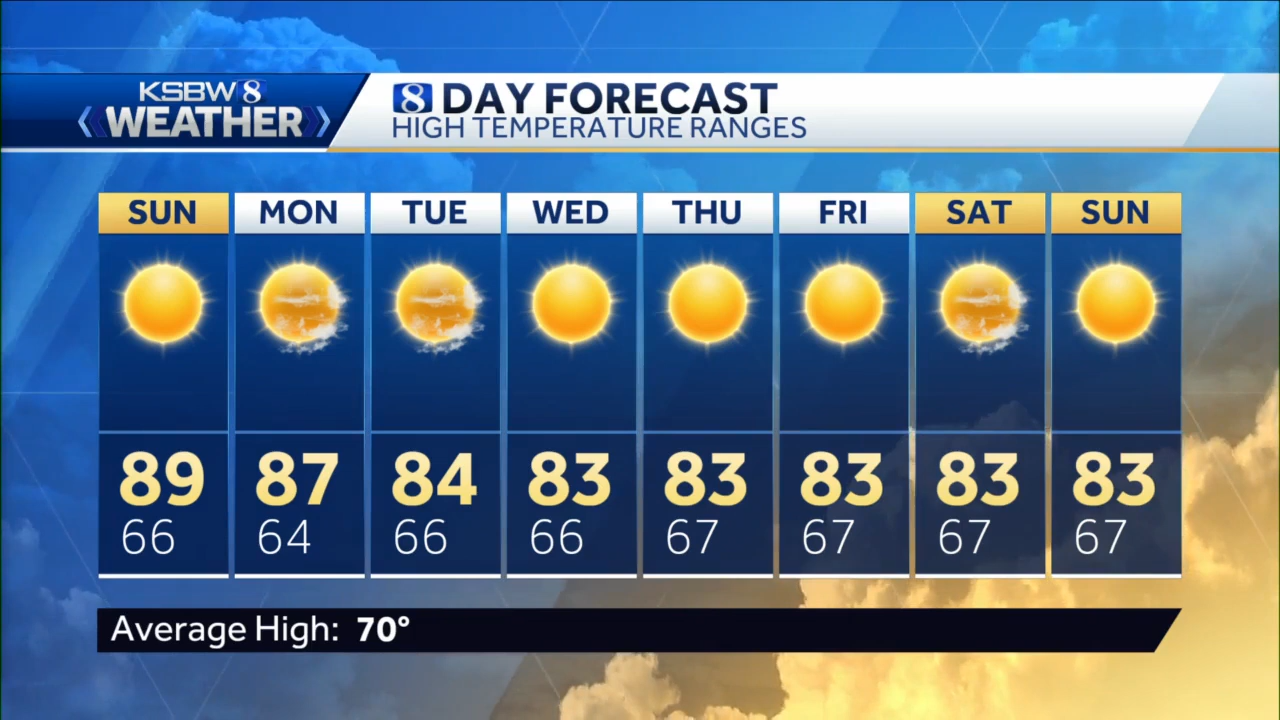 KSBW 8
WEATHER
8 DAY FORECAST
HIGH TEMPERATURE RANGES
SUN MON TUE WED THU FRI SAT SUN
89 87 84 83 83 83 83 83
66 64 66 66 67 67 67 67
Average High: 70°